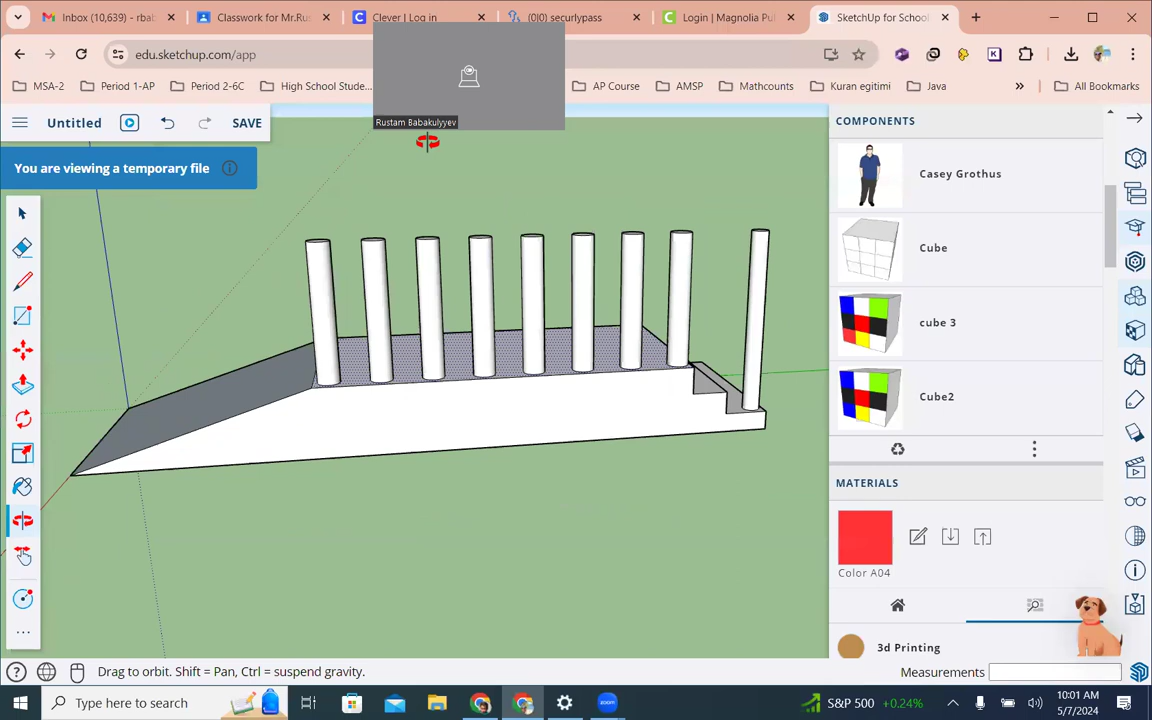 Inbox (10,639) - rbab
Classwork for Mr.Rus
Clever | Log in
(0|0) securlypass
Login | Magnolia Pul
SketchUp for School
edu.sketchup.com/app
MSA-2
Period 1-AP
Period 2-6C
High School Stude...
AP Course
AMSP
Mathcounts
Kuran egitimi
Java
»
All Bookmarks
Rustam Babakulyyev
Untitled
SAVE
You are viewing a temporary file
COMPONENTS
Casey Grothus
Cube
cube 3
Cube2
MATERIALS
Color A04
3d Printing
Drag to orbit. Shift = Pan, Ctrl = suspend gravity.
Measurements
Type here to search
S&P 500 +0.24%
10:01 AM
5/7/2024